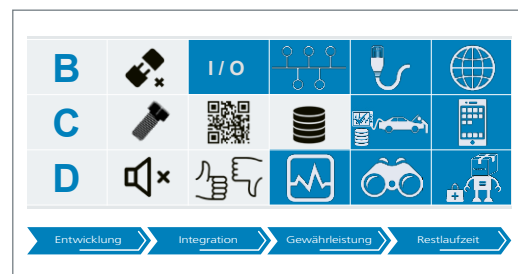 B
I / O
C
D
Entwicklung Integration Gewährleistung Restlaufzeit